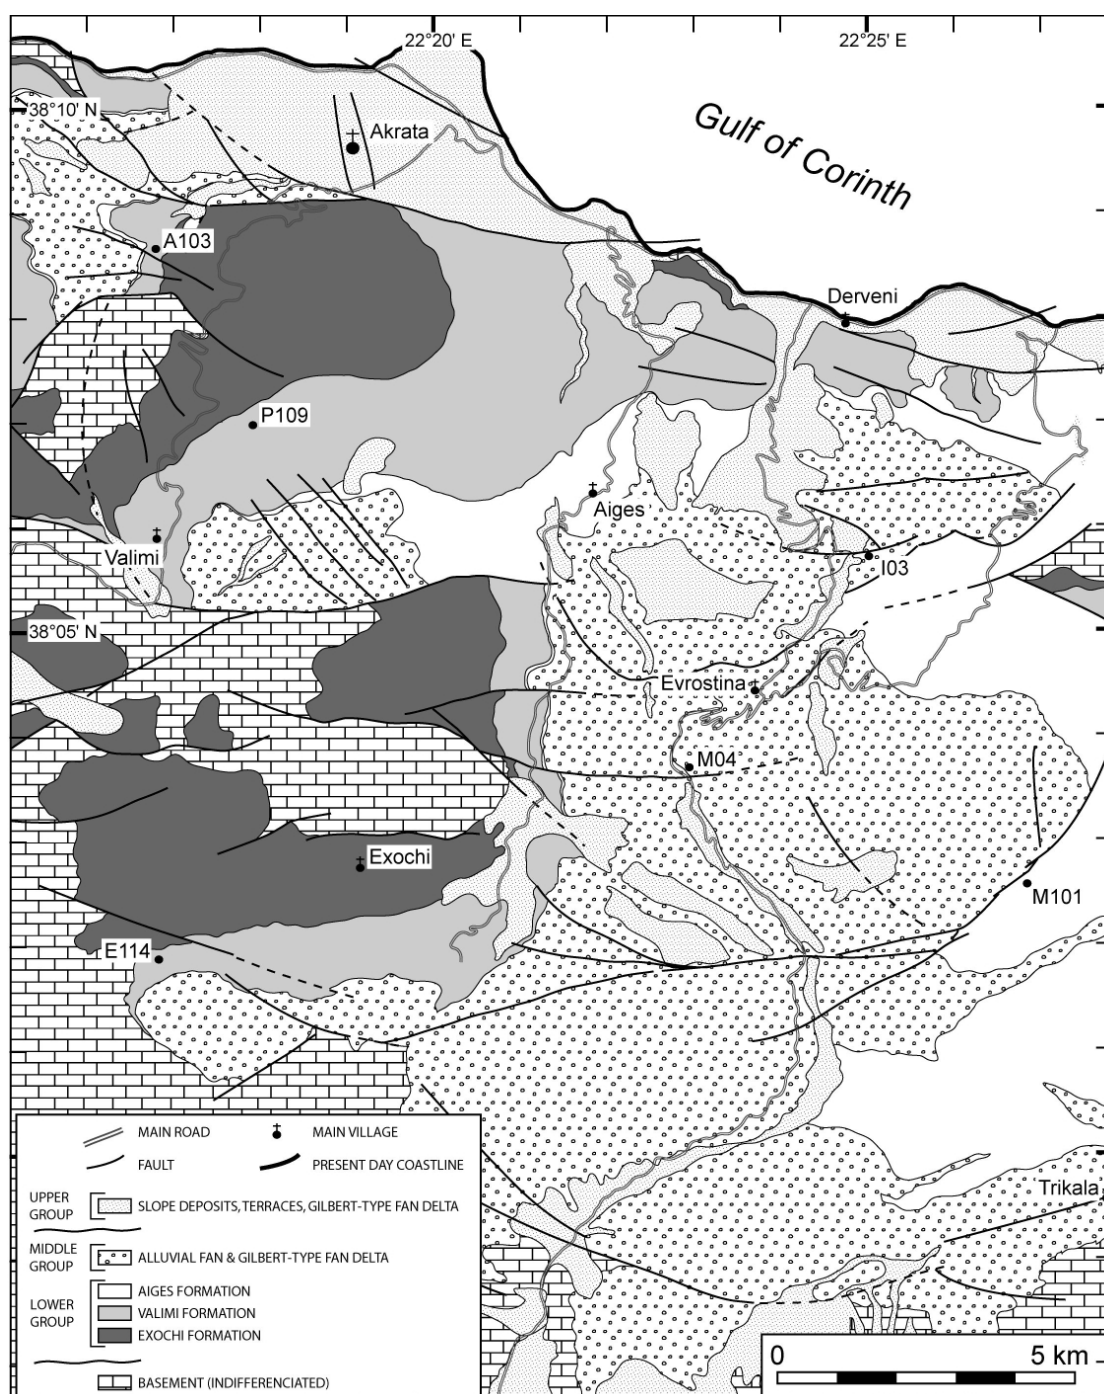 22°20' E
22°25' E
38°10' N
Akrata
Gulf of Corinth
A103
Derveni
P109
Aiges
Valimi
I03
38°05' N
Evrostina
M04
Exochi
M101
E114
Trikala
MAIN ROAD
MAIN VILLAGE
FAULT
PRESENT DAY COASTLINE
UPPER GROUP
SLOPE DEPOSITS, TERRACES, GILBERT-TYPE FAN DELTA
MIDDLE GROUP
ALLUVIAL FAN & GILBERT-TYPE FAN DELTA
LOWER GROUP
AIGES FORMATION
VALIMI FORMATION
EXOCHI FORMATION
BASEMENT (INDIFFERENCIATED)
0
5 km